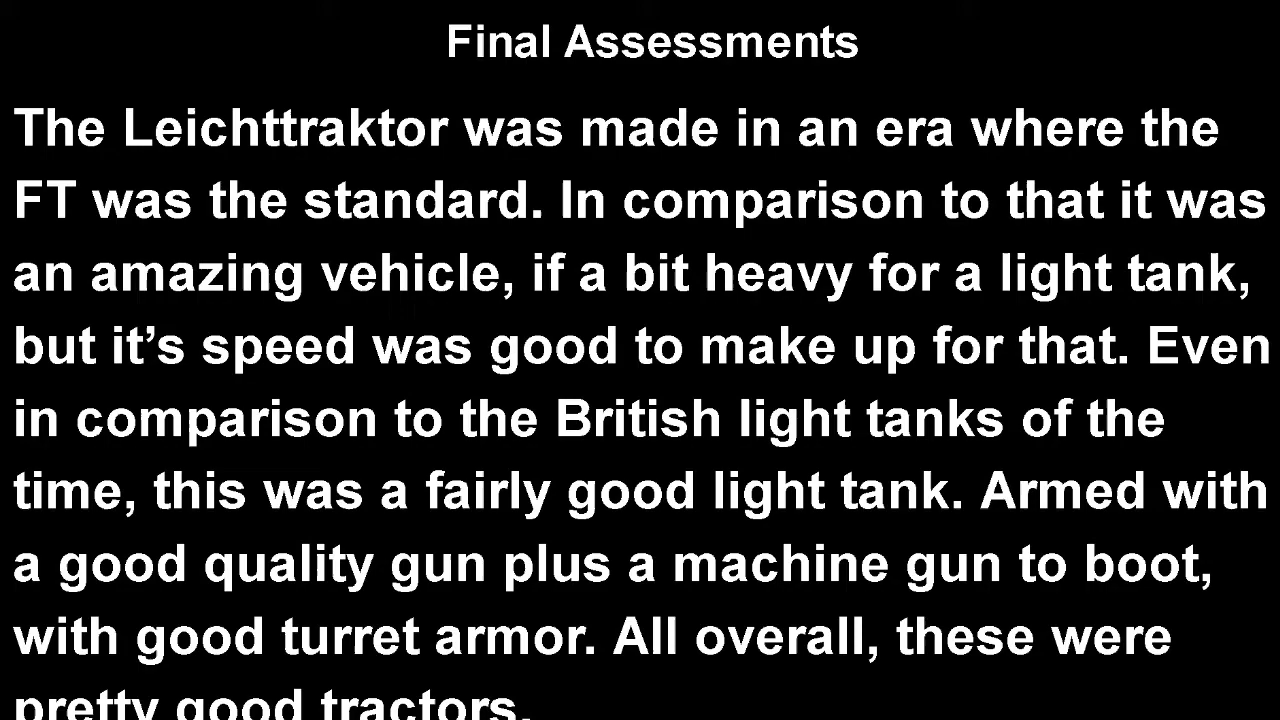 Final Assessments
The Leichttraktor was made in an era where the
FT was the standard. In comparison to that it was
an amazing vehicle, if a bit heavy for a light tank,
but it’s speed was good to make up for that. Even
in comparison to the British light tanks of the
time, this was a fairly good light tank. Armed with
a good quality gun plus a machine gun to boot,
with good turret armor. All overall, these were
pretty good tractors.